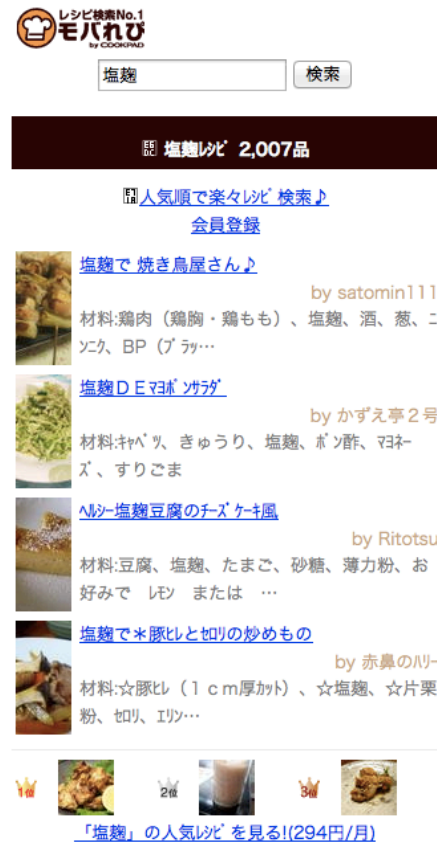 レシピ検索No.1
モバれぴ
by COOKPAD
塩麹
検索
塩麹ﾚｼﾋﾟ 2,007品
人気順で楽々ﾚｼﾋﾟ検索♪
会員登録
塩麹で 焼き鳥屋さん♪
by satomin111
材料:鶏肉（鶏胸・鶏もも）、塩麹、酒、葱、ﾆ
ﾝﾆｸ、BP（ﾌﾞﾗｯ…
塩麹ＤＥﾏﾖﾎﾟﾝｻﾗﾀﾞ
by かずえ亭２号
材料:ｷｬﾍﾞﾂ、きゅうり、塩麹、ﾎﾟﾝ酢、ﾏﾖﾈｰ
ｽﾞ、すりごま
ﾍﾙｼｰ塩麹豆腐のﾁｰｽﾞｹｰｷ風
by Ritotsu
材料:豆腐、塩麹、たまご、砂糖、薄力粉、お
好みで　ﾚﾓﾝ　または　…
塩麹で＊豚ﾋﾚとｾﾛﾘの炒めもの
by 赤鼻のﾊﾘｰ
材料:☆豚ﾋﾚ（１ｃｍ厚ｶｯﾄ）、☆塩麹、☆片栗
粉、ｾﾛﾘ、ｴﾘﾝ…
1位 2位 3位
「塩麹」の人気ﾚｼﾋﾟを見る!(294円/月)